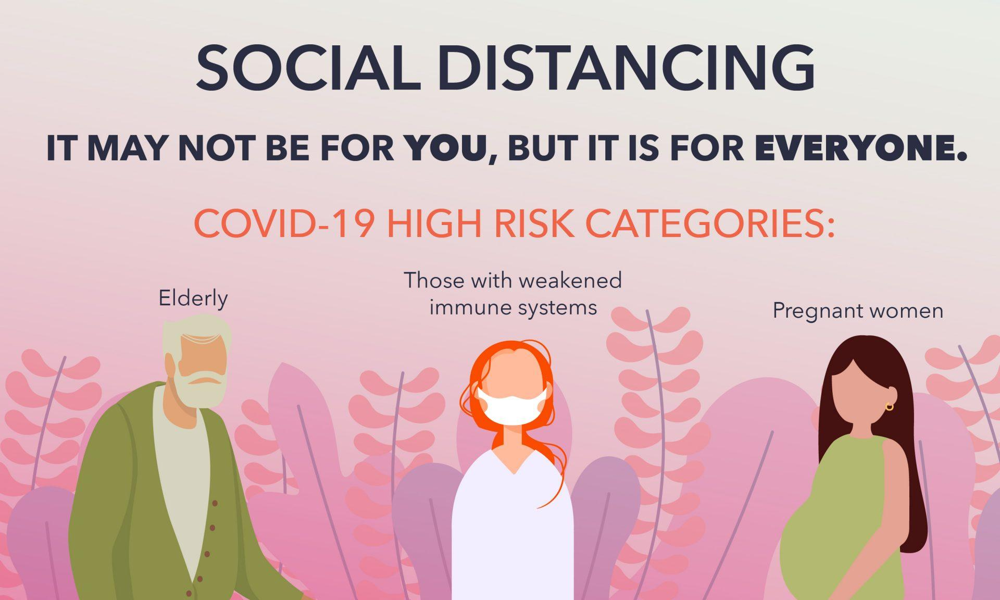 SOCIAL DISTANCING
IT MAY NOT BE FOR YOU, BUT IT IS FOR EVERYONE.
COVID-19 HIGH RISK CATEGORIES:
Elderly
Those with weakened
immune systems
Pregnant women